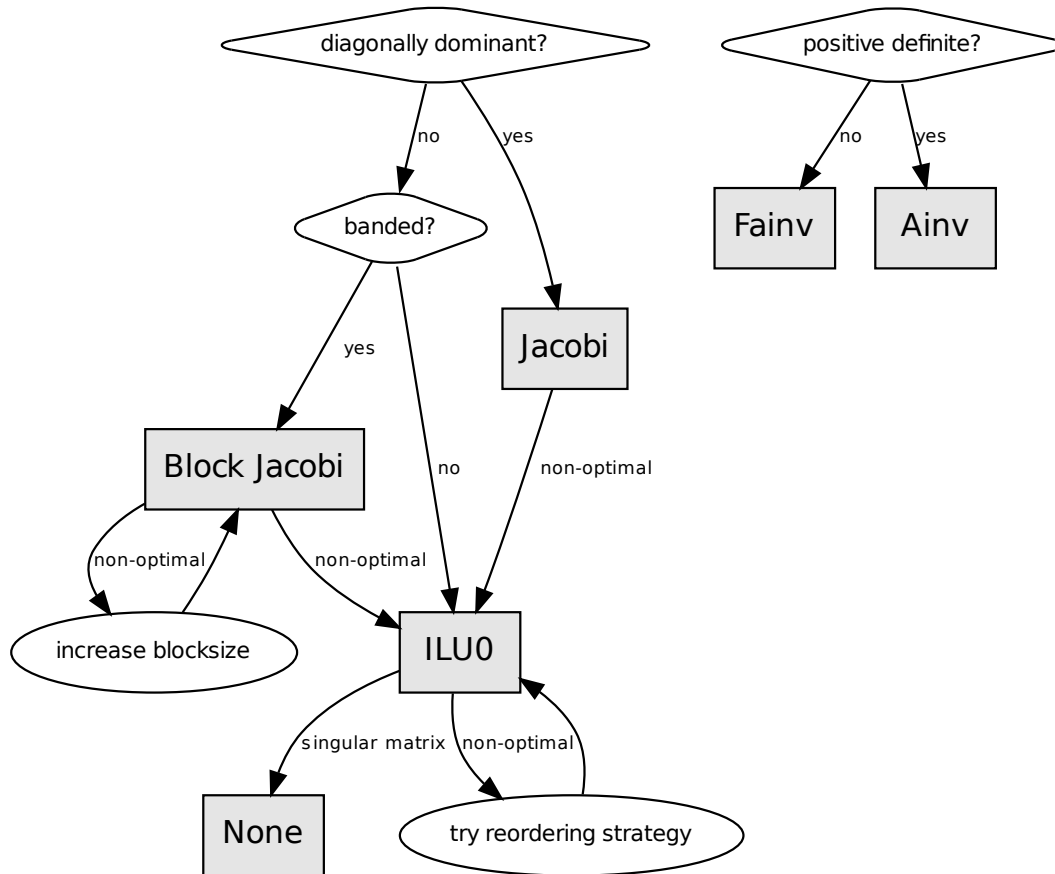 diagonally dominant?
positive definite?
no
yes
no
yes
banded?
Fainv
Ainv
yes
Jacobi
Block Jacobi
no
non-optimal
non-optimal
non-optimal
increase blocksize
ILU0
singular matrix
non-optimal
None
try reordering strategy